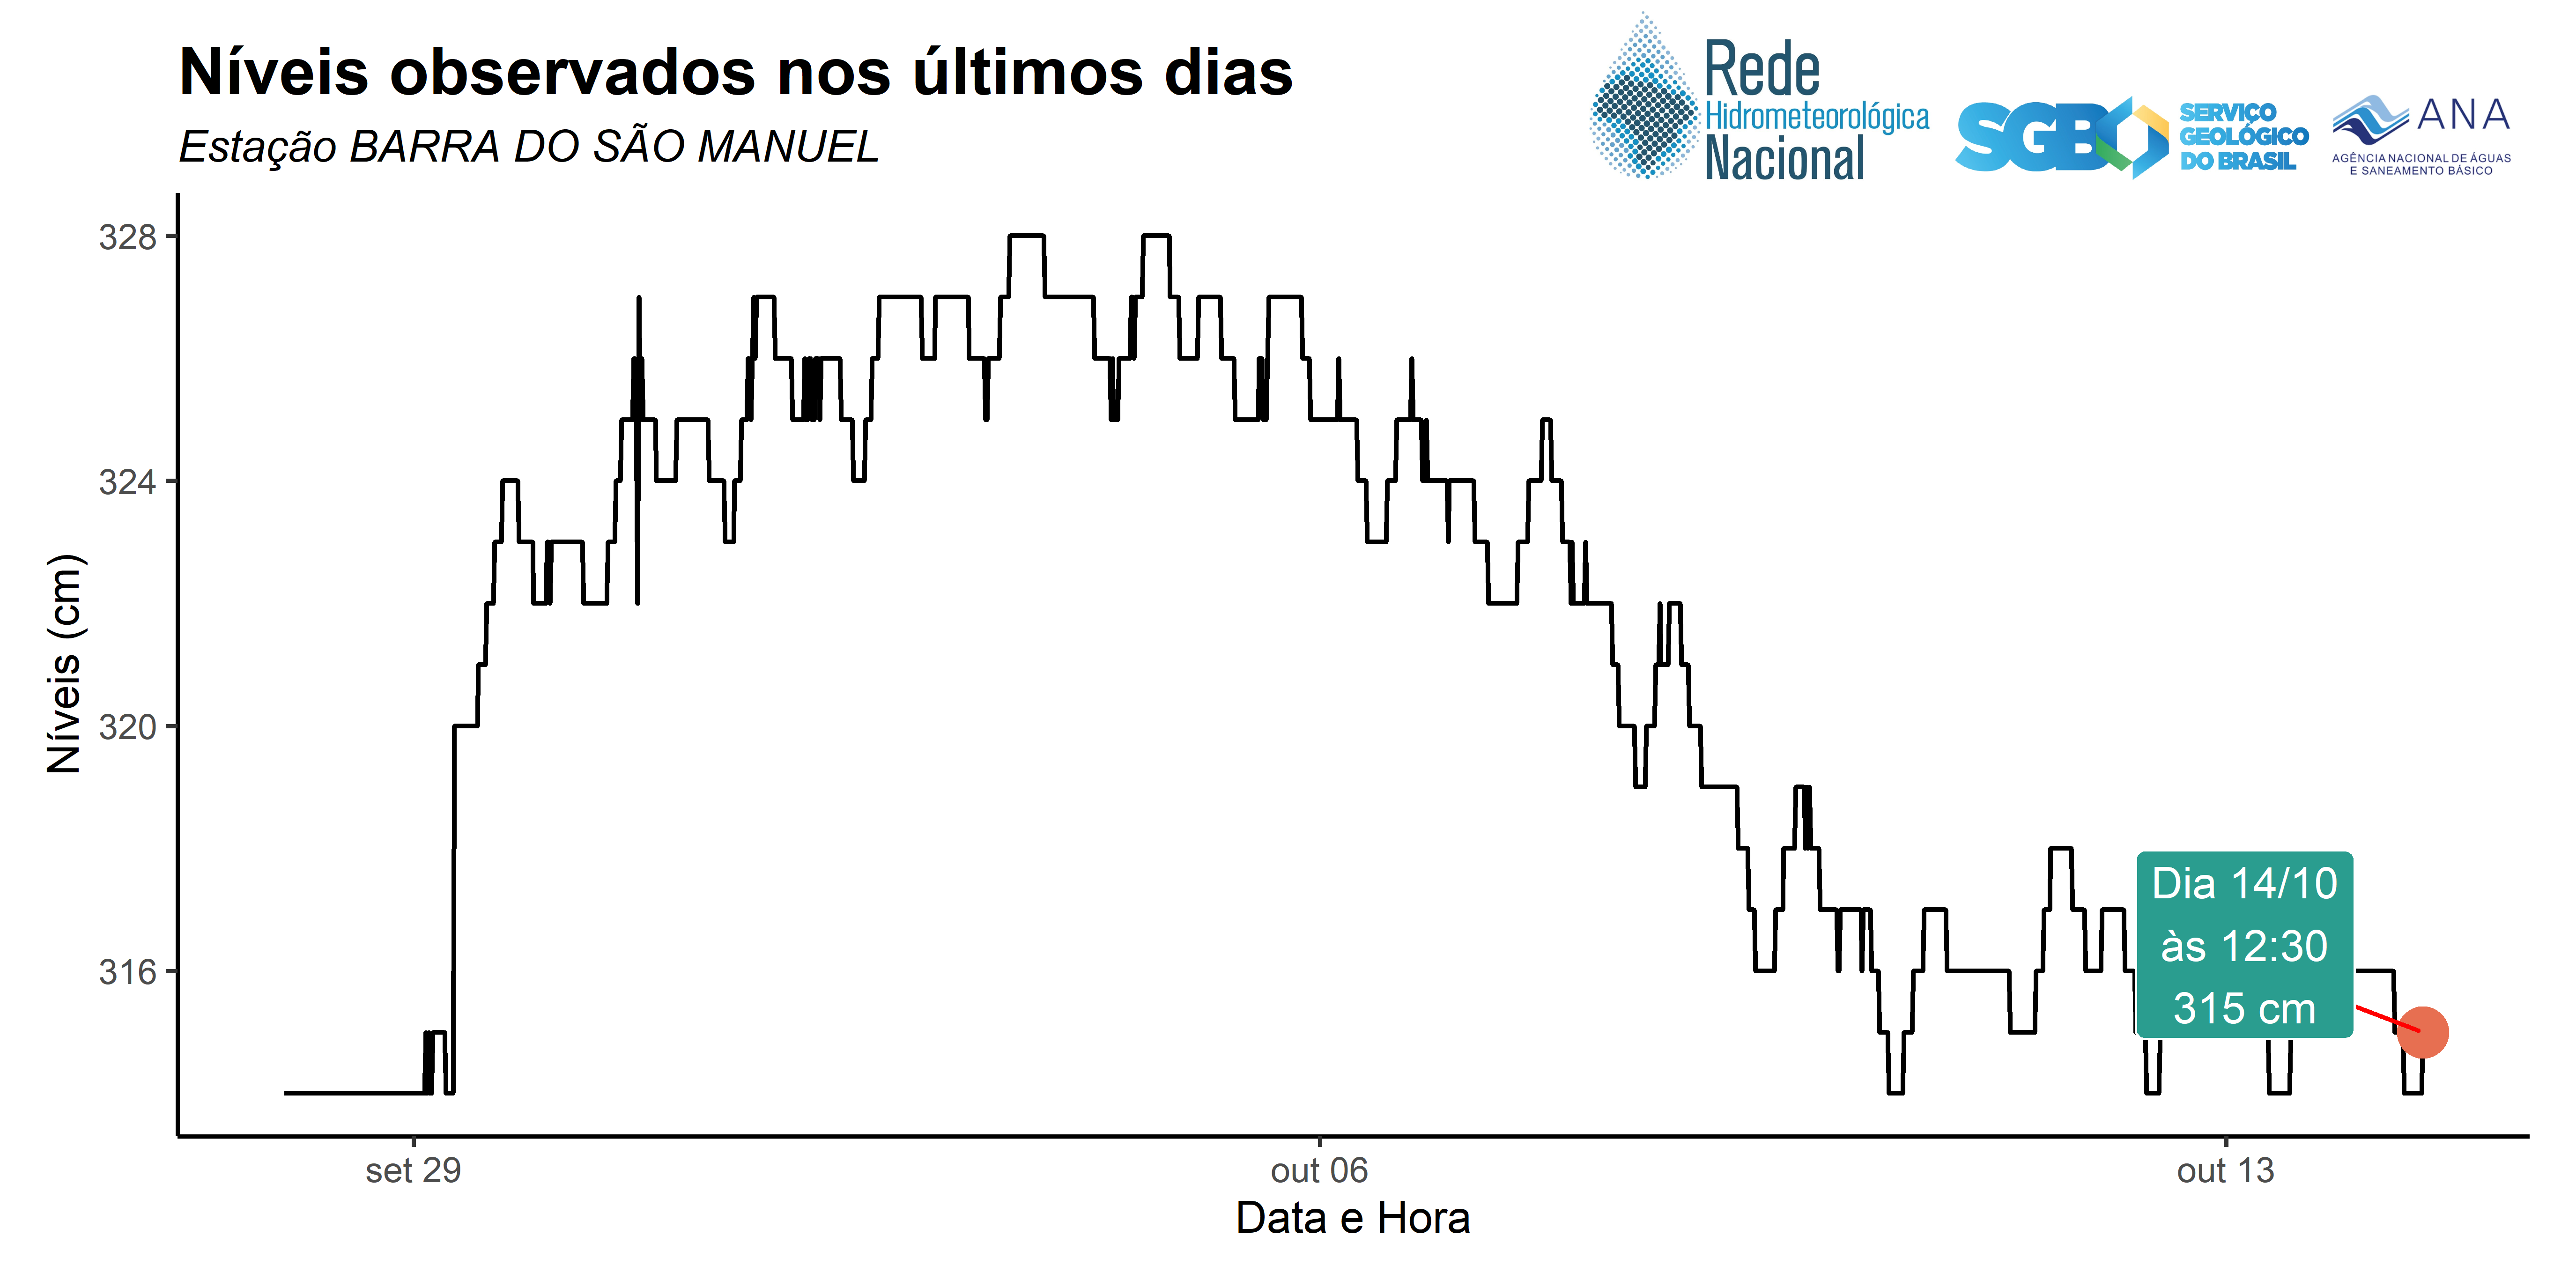 Níveis observados nos últimos dias
Estação BARRA DO SÃO MANUEL
Rede
Hidrometeorológica
Nacional
SGB
SERVIÇO
GEOLÓGICO
DO BRASIL
ANA
AGÊNCIA NACIONAL DE ÁGUAS
E SANEAMENTO BÁSICO
Níveis (cm)
328
324
320
316
Dia 14/10
às 12:30
315 cm
set 29
out 06
out 13
Data e Hora